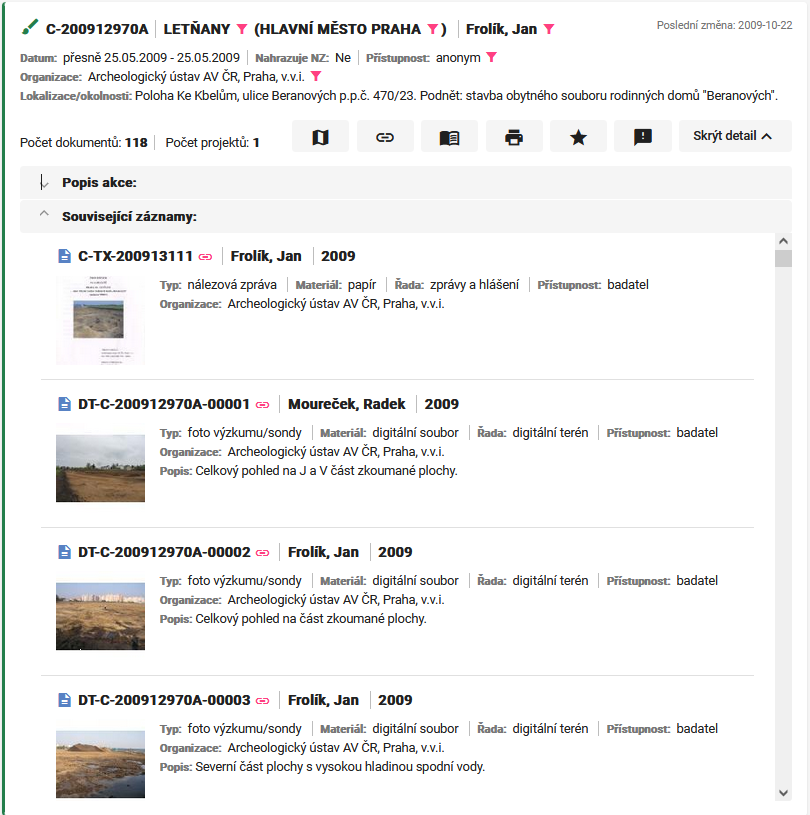 C-200912970A LETŇANY (HLAVNÍ MĚSTO PRAHA) Frolík, Jan Poslední změna: 2009-10-22
Datum: přesně 25.05.2009 - 25.05.2009 Nahrazuje NZ: Ne Přístupnost: anonym
Organizace: Archeologický ústav AV ČR, Praha, v.v.i.
Lokalizace/okolnosti: Poloha Ke Kbelům, ulice Beranových p.p.č. 470/23. Podnět: stavba obytného souboru rodinných domů "Beranových".
Počet dokumentů: 118 Počet projektů: 1 Skrýt detail
Popis akce:
Související záznamy:
C-TX-200913111 Frolík, Jan 2009
Typ: nálezová zpráva Materiál: papír Řada: zprávy a hlášení Přístupnost: badatel
Organizace: Archeologický ústav AV ČR, Praha, v.v.i.
DT-C-200912970A-00001 Moureček, Radek 2009
Typ: foto výzkumu/sondy Materiál: digitální soubor Řada: digitální terén Přístupnost: badatel
Organizace: Archeologický ústav AV ČR, Praha, v.v.i.
Popis: Celkový pohled na J a V část zkoumané plochy.
DT-C-200912970A-00002 Frolík, Jan 2009
Typ: foto výzkumu/sondy Materiál: digitální soubor Řada: digitální terén Přístupnost: badatel
Organizace: Archeologický ústav AV ČR, Praha, v.v.i.
Popis: Celkový pohled na část zkoumané plochy.
DT-C-200912970A-00003 Frolík, Jan 2009
Typ: foto výzkumu/sondy Materiál: digitální soubor Řada: digitální terén Přístupnost: badatel
Organizace: Archeologický ústav AV ČR, Praha, v.v.i.
Popis: Severní část plochy s vysokou hladinou spodní vody.